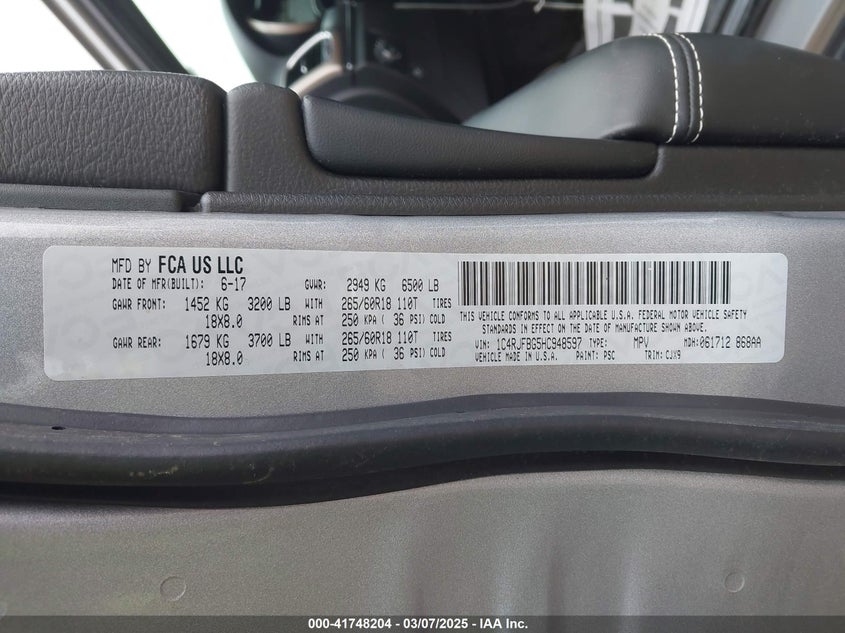 MFD BY FCA US LLC
DATE OF MFR(BUILT): 6-17 GVWR: 2949 KG 6500 LB
GAWR FRONT: 1452 KG 3200 LB WITH 265/60R18 110T TIRES
18X8.0 RIMS AT 250 KPA ( 36 PSI) COLD
GAWR REAR: 1679 KG 3700 LB WITH 265/60R18 110T TIRES
18X8.0 RIMS AT 250 KPA ( 36 PSI) COLD
THIS VEHICLE CONFORMS TO ALL APPLICABLE U.S.A. FEDERAL MOTOR VEHICLE SAFETY
STANDARDS IN EFFECT ON THE DATE OF MANUFACTURE SHOWN ABOVE.
VIN: 1C4RJFBG5HC948597 TYPE: MPV MDH:061712 868AA
VEHICLE MADE IN U.S.A. PAINT: PSC TRIM: CJX9
000-41748204 - 03/07/2025 - © IAA Inc.